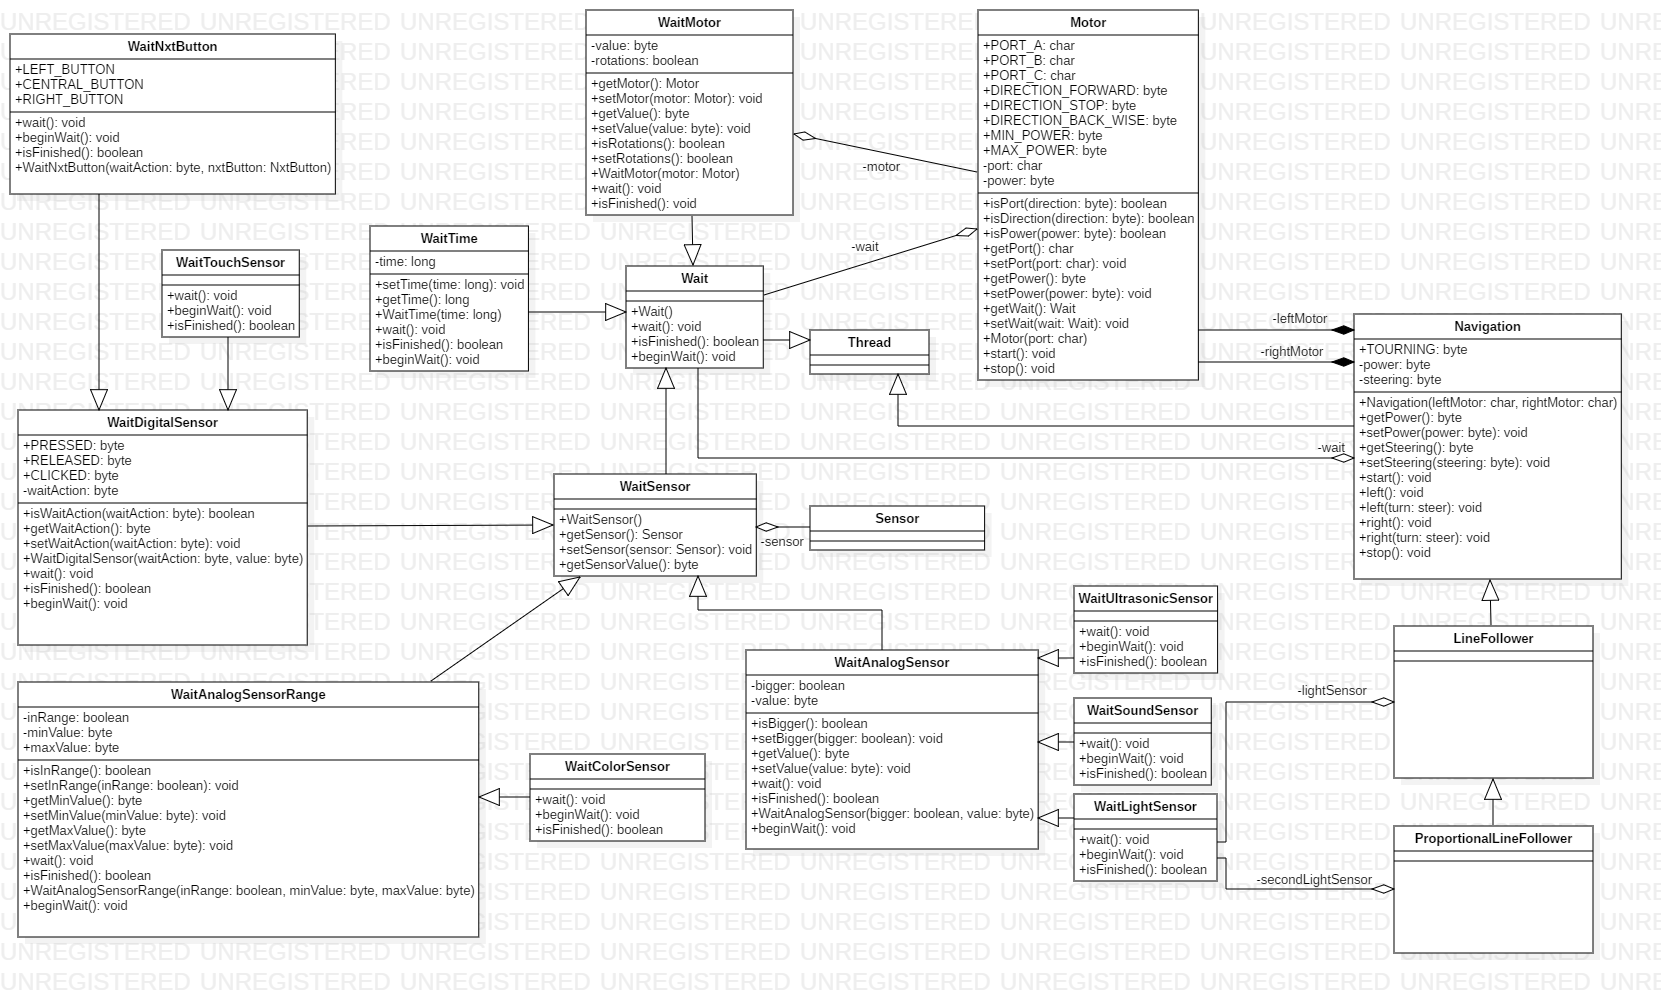 WaitNxtButton
+LEFT_BUTTON
+CENTRAL_BUTTON
+RIGHT_BUTTON
+wait(): void
+beginWait(): void
+isFinished(): boolean
+WaitNxtButton(waitAction: byte, nxtButton: NxtButton)
WaitMotor
-value: byte
-rotations: boolean
+getMotor(): Motor
+setMotor(motor: Motor): void
+getValue(): byte
+setValue(value: byte): void
+isRotations(): boolean
+setRotations(): boolean
+WaitMotor(motor: Motor)
+wait(): void
+isFinished(): void
Motor
+PORT_A: char
+PORT_B: char
+PORT_C: char
+DIRECTION_FORWARD: byte
+DIRECTION_STOP: byte
+DIRECTION_BACK_WISE: byte
+MIN_POWER: byte
+MAX_POWER: byte
-port: char
-power: byte
+isPort(direction: byte): boolean
+isDirection(direction: byte): boolean
+isPower(power: byte): boolean
+getPort(): char
+setPort(port: char): void
+getPower(): byte
+setPower(power: byte): void
+getWait(): Wait
+setWait(wait: Wait): void
+Motor(port: char)
+start(): void
+stop(): void
-motor
-wait
WaitTouchSensor
+wait(): void
+beginWait(): void
+isFinished(): boolean
WaitTime
-time: long
+setTime(time: long): void
+getTime(): long
+WaitTime(time: long)
+wait(): void
+isFinished(): boolean
+beginWait(): void
Wait
+Wait()
+wait(): void
+isFinished(): boolean
+beginWait(): void
Thread
-leftMotor
-rightMotor
-wait
Navigation
+TOURNING: byte
-power: byte
-steering: byte
+Navigation(leftMotor: char, rightMotor: char)
+getPower(): byte
+setPower(power: byte): void
+getSteering(): byte
+setSteering(steering: byte): void
+start(): void
+left(): void
+left(turn: steer): void
+right(): void
+right(turn: steer): void
+stop(): void
WaitDigitalSensor
+PRESSED: byte
+RELEASED: byte
+CLICKED: byte
-waitAction: byte
+isWaitAction(waitAction: byte): boolean
+getWaitAction(): byte
+setWaitAction(waitAction: byte): void
+WaitDigitalSensor(waitAction: byte, value: byte)
+wait(): void
+isFinished(): boolean
+beginWait(): void
WaitSensor
+WaitSensor()
+getSensor(): Sensor
+setSensor(sensor: Sensor): void
+getSensorValue(): byte
-sensor
Sensor
WaitAnalogSensorRange
-inRange: boolean
-minValue: byte
+maxValue: byte
+isInRange(): boolean
+setInRange(inRange: boolean): void
+getMinValue(): byte
+setMinValue(minValue: byte): void
+getMaxValue(): byte
+setMaxValue(maxValue: byte): void
+wait(): void
+isFinished(): boolean
+WaitAnalogSensorRange(inRange: boolean, minValue: byte, maxValue: byte)
+beginWait(): void
WaitColorSensor
+wait(): void
+beginWait(): void
+isFinished(): boolean
WaitAnalogSensor
-bigger: boolean
-value: byte
+isBigger(): boolean
+setBigger(bigger: boolean): void
+getValue(): byte
+setValue(value: byte): void
+wait(): void
+isFinished(): boolean
+WaitAnalogSensor(bigger: boolean, value: byte)
+beginWait(): void
WaitUltrasonicSensor
+wait(): void
+beginWait(): void
+isFinished(): boolean
WaitSoundSensor
+wait(): void
+beginWait(): void
+isFinished(): boolean
WaitLightSensor
+wait(): void
+beginWait(): void
+isFinished(): boolean
-lightSensor
-secondLightSensor
LineFollower
ProportionalLineFollower
UNREGISTERED